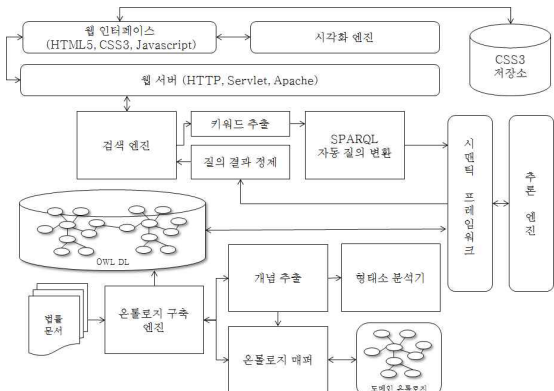 웹 인터페이스
(HTML5, CSS3, Javascript)
시각화 엔진
CSS3
저장소
웹 서버 (HTTP, Servlet, Apache)
검색 엔진
키워드 추출
질의 결과 정제
SPARQL
자동 질의 변환
시맨틱 프레임워크
추론 엔진
OWL DL
법률
문서
온톨로지 구축
엔진
개념 추출
형태소 분석기
온톨로지 매퍼
도메인 온톨로지